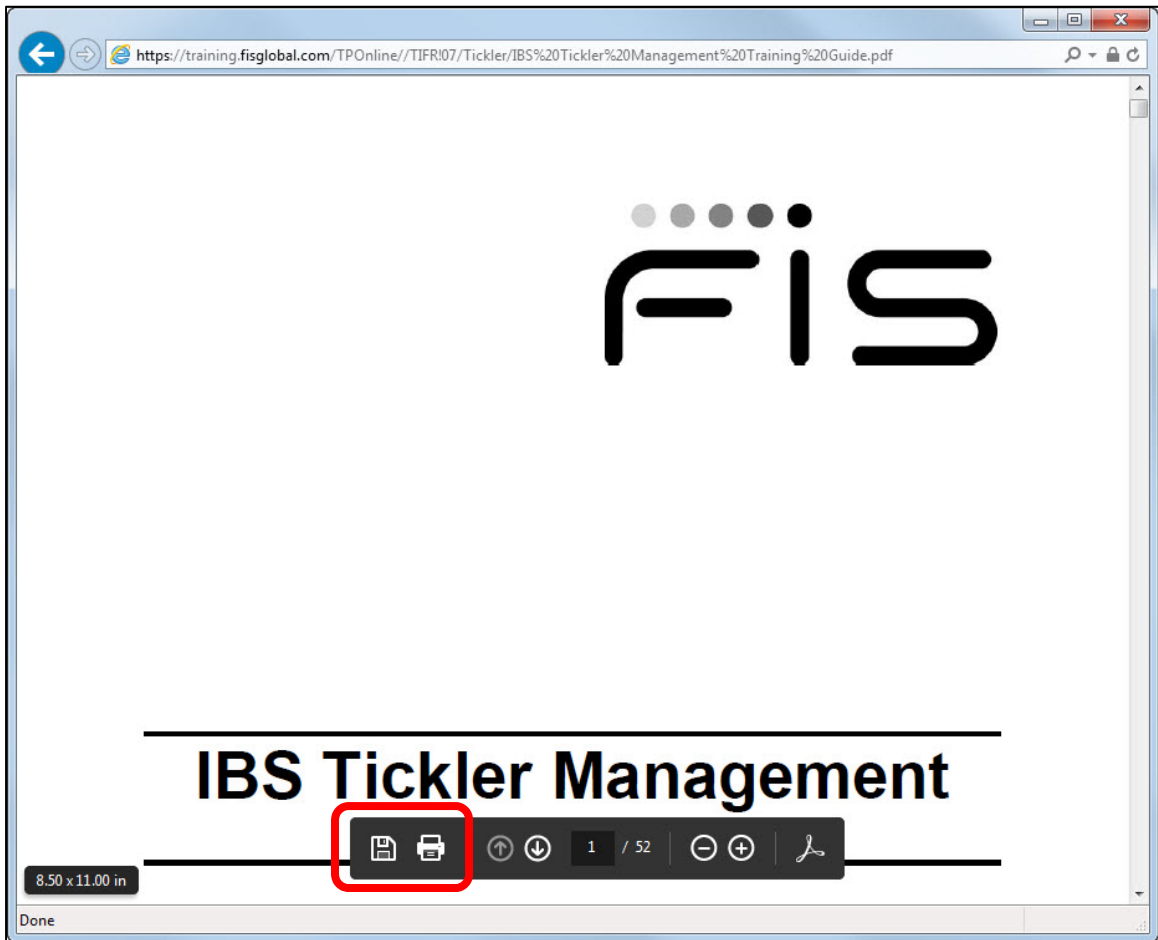 https://training.fisglobal.com/TPOnline//TIFR!07/Tickler/IBS%20Tickler%20Management%20Training%20Guide.pdf
FIS
IBS Tickler Management
1 / 52
8.50 x 11.00 in
Done